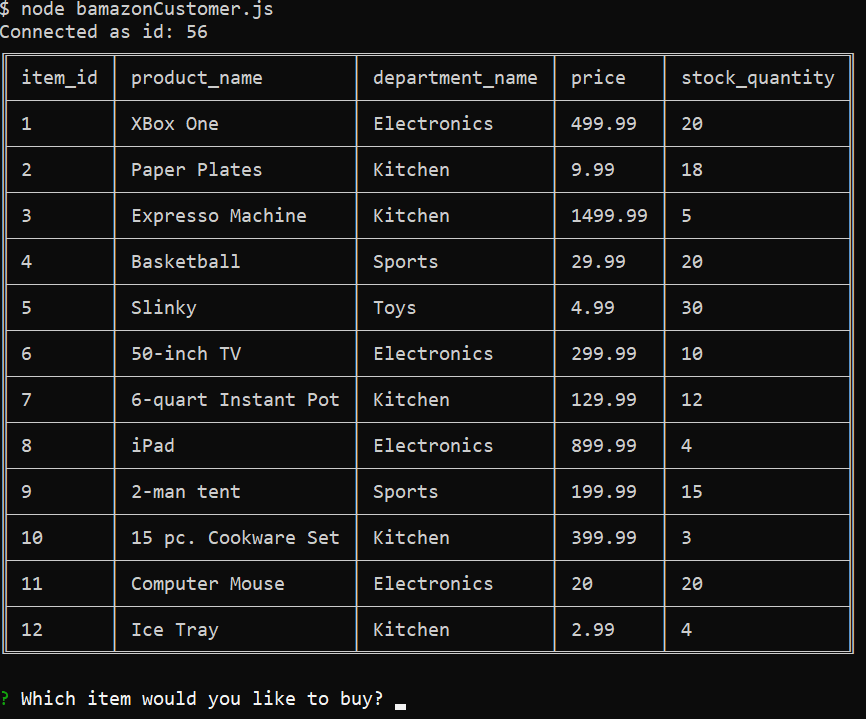 $ node bamazonCustomer.js
Connected as id: 56
item_id product_name department_name price stock_quantity
1 XBox One Electronics 499.99 20
2 Paper Plates Kitchen 9.99 18
3 Expresso Machine Kitchen 1499.99 5
4 Basketball Sports 29.99 20
5 Slinky Toys 4.99 30
6 50-inch TV Electronics 299.99 10
7 6-quart Instant Pot Kitchen 129.99 12
8 iPad Electronics 899.99 4
9 2-man tent Sports 199.99 15
10 15 pc. Cookware Set Kitchen 399.99 3
11 Computer Mouse Electronics 20 20
12 Ice Tray Kitchen 2.99 4
? Which item would you like to buy?